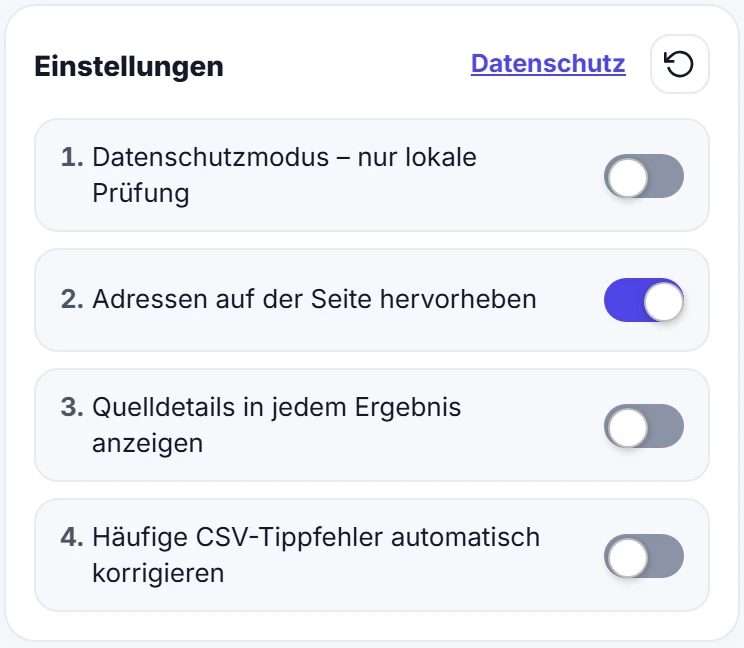 Einstellungen
Datenschutz
1. Datenschutzmodus – nur lokale
Prüfung
2. Adressen auf der Seite hervorheben
3. Quelldetails in jedem Ergebnis
anzeigen
4. Häufige CSV-Tippfehler automatisch
korrigieren